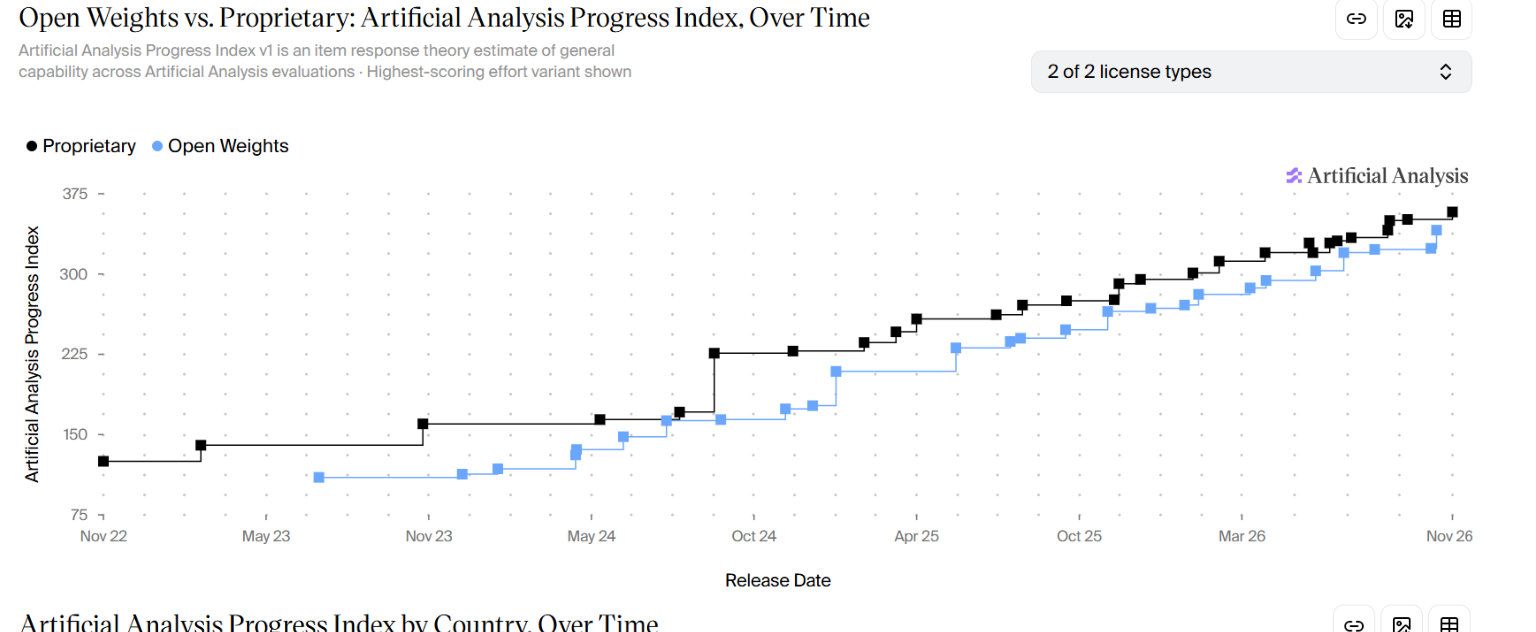 Open Weights vs. Proprietary: Artificial Analysis Progress Index, Over Time
Artificial Analysis Progress Index v1 is an item response theory estimate of general
capability across Artificial Analysis evaluations · Highest-scoring effort variant shown
2 of 2 license types
Proprietary
Open Weights
Artificial Analysis
Artificial Analysis Progress Index
375
300
225
150
75
Nov 22
May 23
Nov 23
May 24
Oct 24
Apr 25
Oct 25
Mar 26
Nov 26
Release Date
Artificial Analysis Progress Index by Country, Over Time